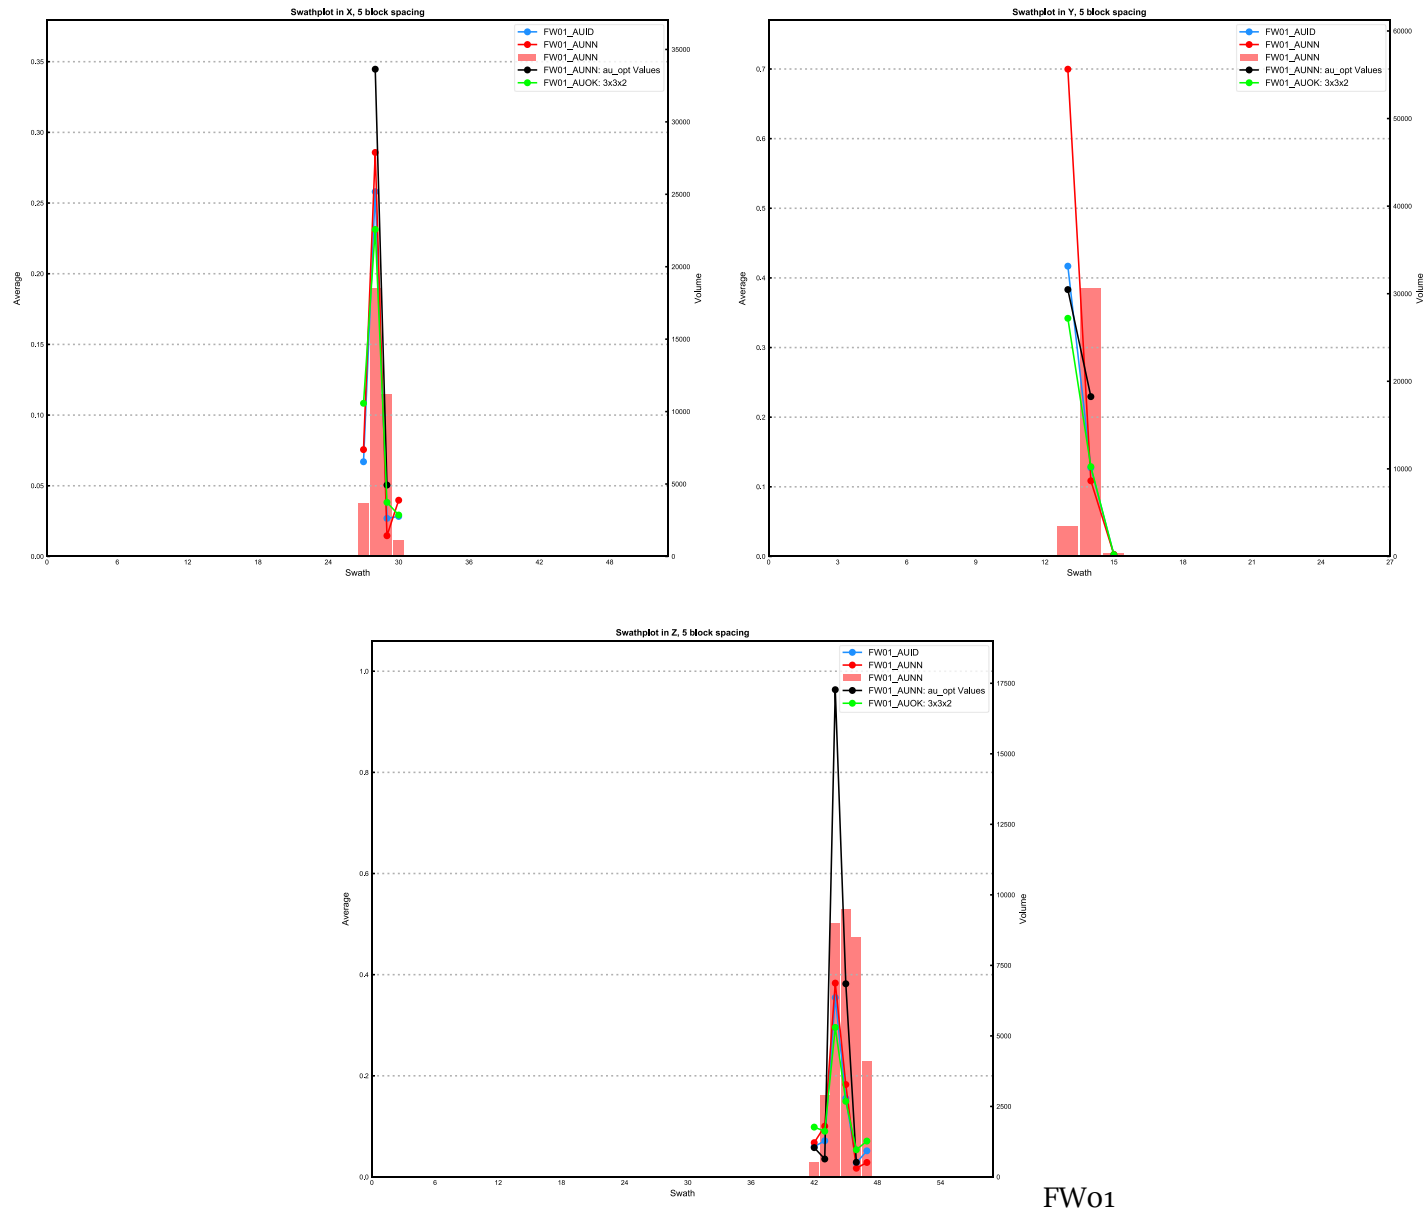 Swathplot in X, 5 block spacing
FW01_AUID
FW01_AUNN
FW01_AUNN
FW01_AUNN: au_opt Values
FW01_AUOK: 3x3x2
0.35
0.30
0.25
0.20
0.15
0.10
0.05
0.00
Average
35000
30000
25000
20000
15000
10000
5000
0
Volume
0 6 12 18 24 30 36 42 48
Swath
Swathplot in Y, 5 block spacing
FW01_AUID
FW01_AUNN
FW01_AUNN
FW01_AUNN: au_opt Values
FW01_AUOK: 3x3x2
0.7
0.6
0.5
0.4
0.3
0.2
0.1
0.0
Average
60000
50000
40000
30000
20000
10000
0
Volume
0 3 6 9 12 15 18 21 24 27
Swath
Swathplot in Z, 5 block spacing
FW01_AUID
FW01_AUNN
FW01_AUNN
FW01_AUNN: au_opt Values
FW01_AUOK: 3x3x2
1.0
0.8
0.6
0.4
0.2
0.0
Average
17500
15000
12500
10000
7500
5000
2500
0
Volume
0 6 12 18 24 30 36 42 48 54
Swath
FW01